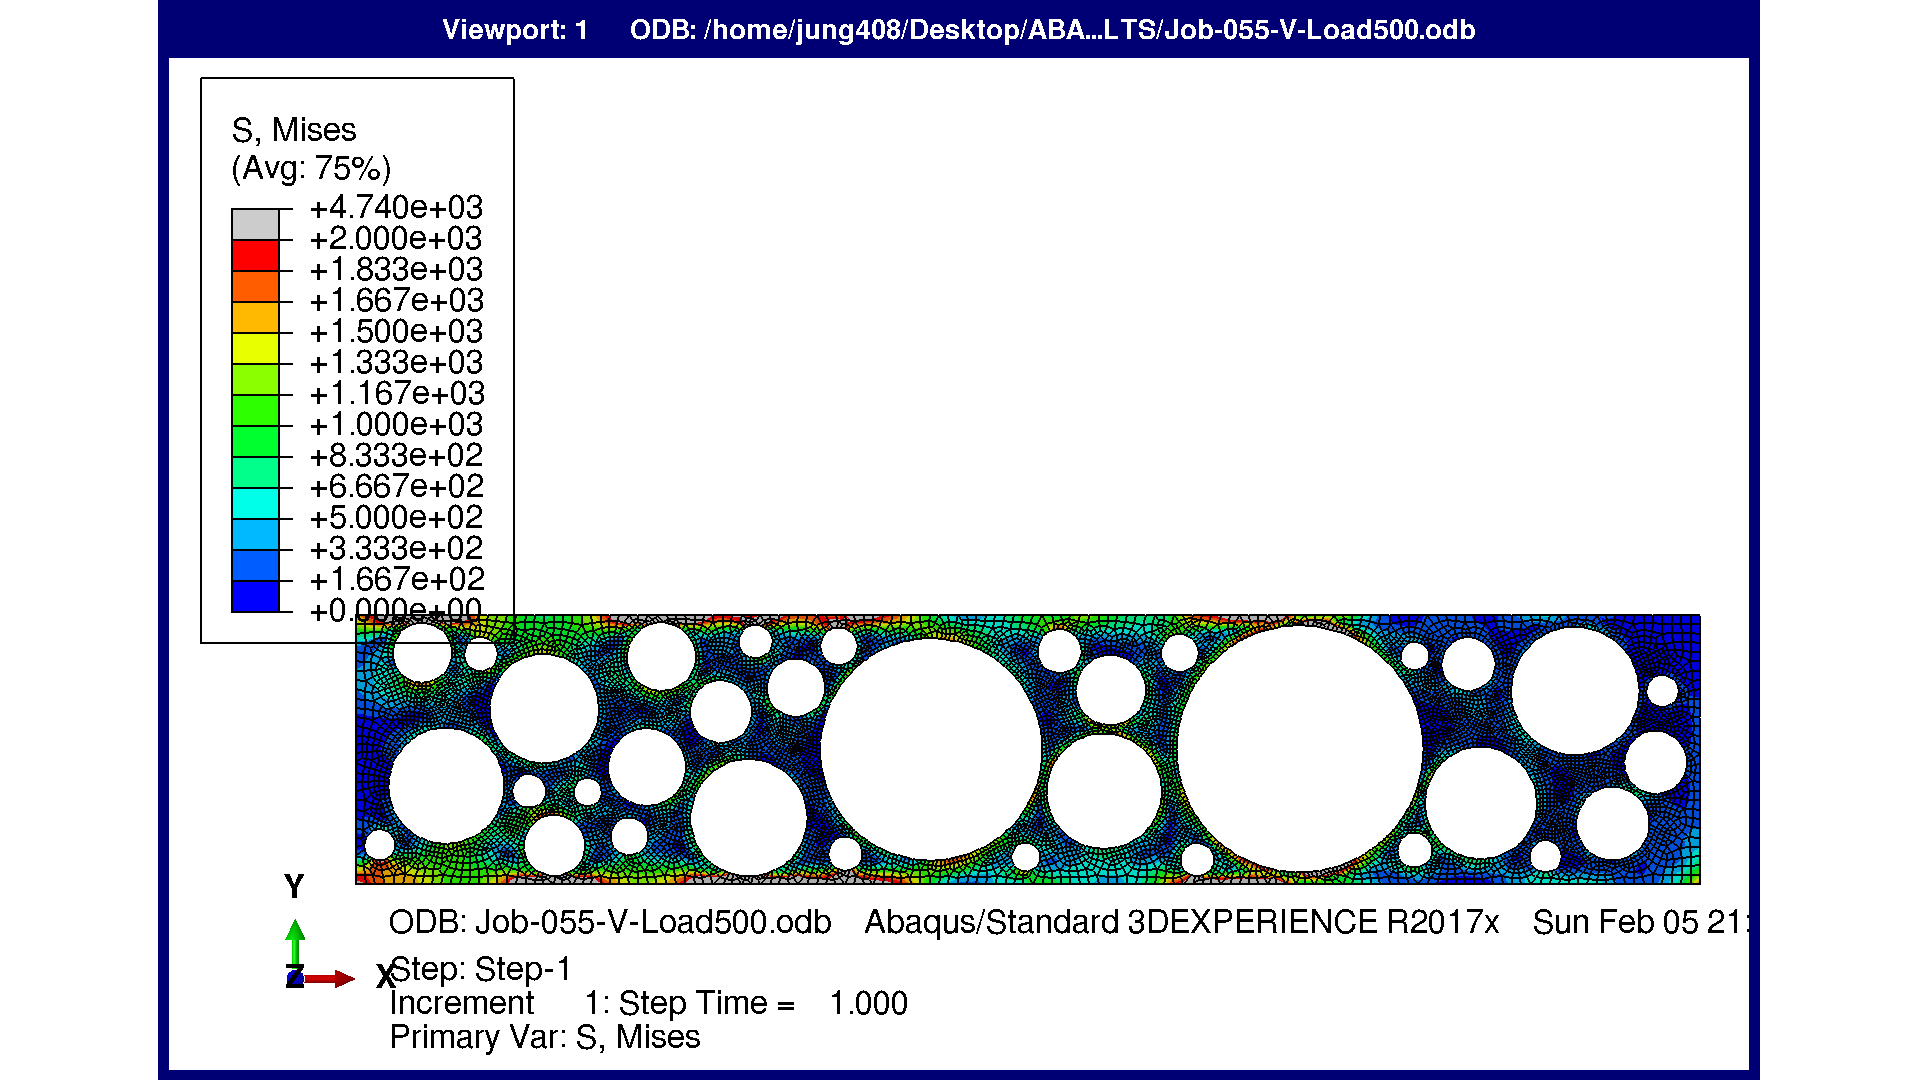 Viewport: 1 ODB: /home/jung408/Desktop/ABA...LTS/Job-055-V-Load500.odb
S, Mises
(Avg: 75%)
+4.740e+03
+2.000e+03
+1.833e+03
+1.667e+03
+1.500e+03
+1.333e+03
+1.167e+03
+1.000e+03
+8.333e+02
+6.667e+02
+5.000e+02
+3.333e+02
+1.667e+02
+0.000e+00
Y
Z
X
ODB: Job-055-V-Load500.odb Abaqus/Standard 3DEXPERIENCE R2017x Sun Feb 05 21:
Step: Step-1
Increment 1: Step Time = 1.000
Primary Var: S, Mises